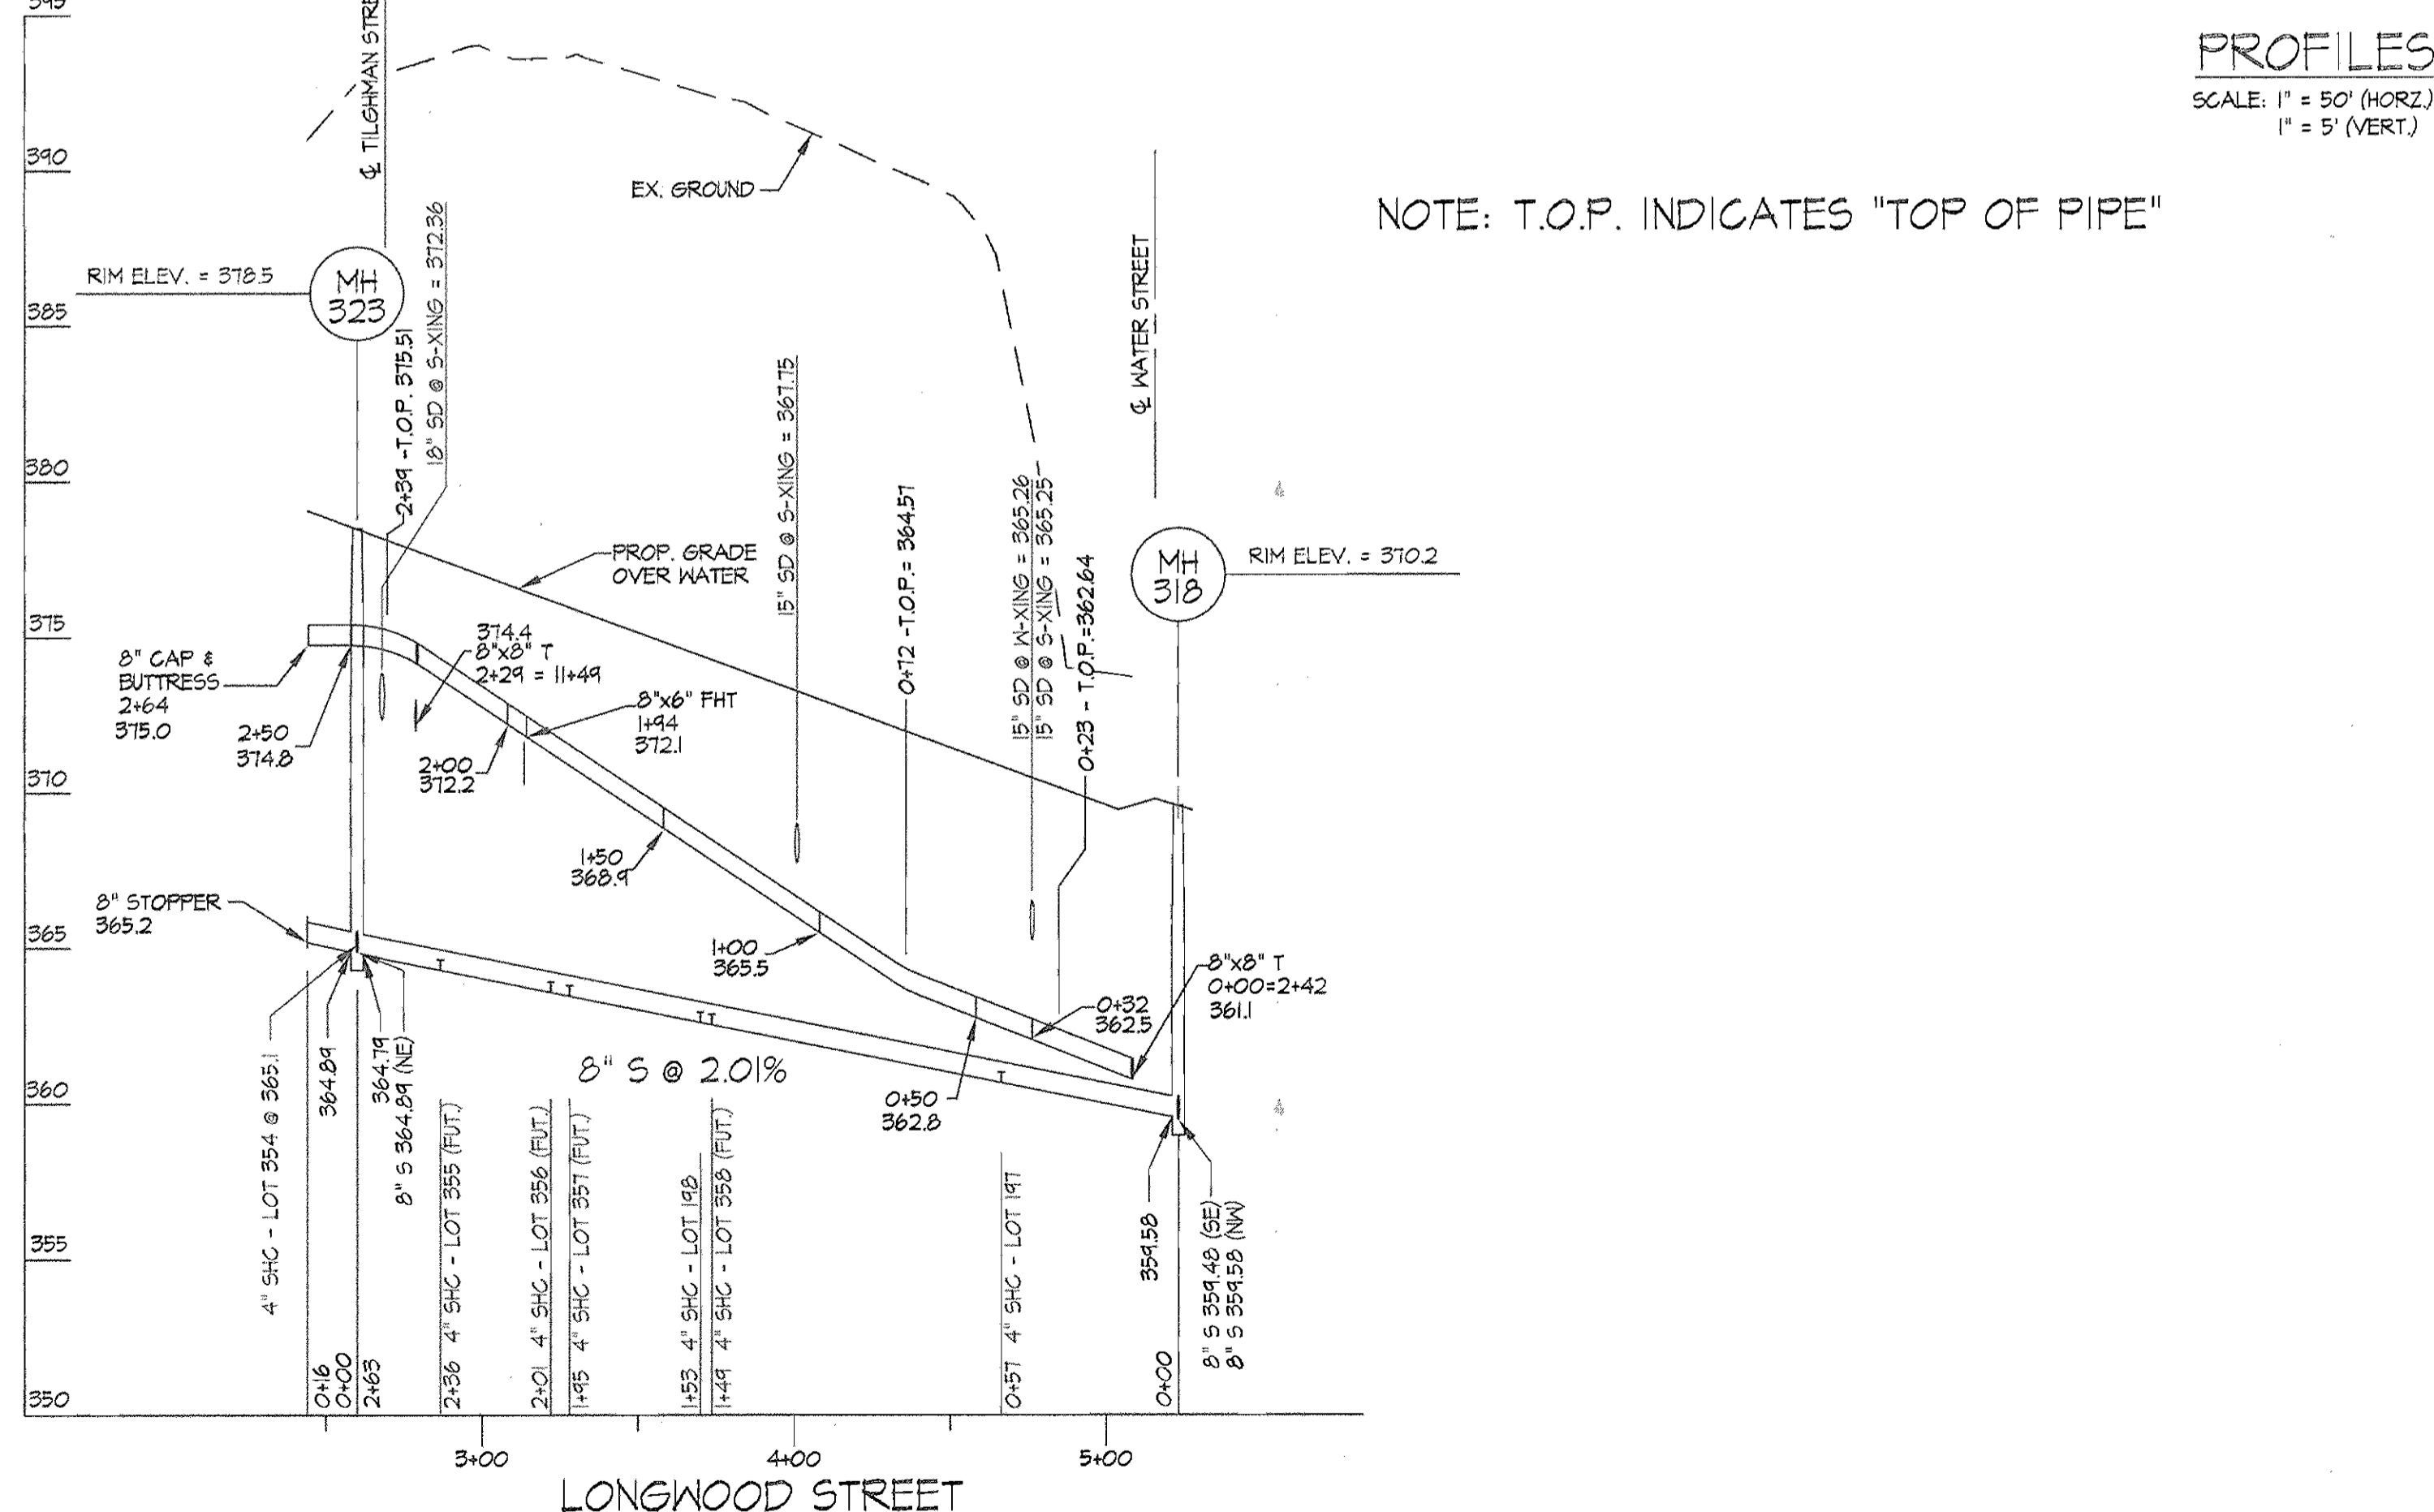 395
390
385
380
375
370
365
360
355
350
PROFILES
SCALE: 1" = 50' (HORZ.)
1" = 5' (VERT.)
NOTE: T.O.P. INDICATES "TOP OF PIPE"
℄ TILGHMAN
EX. GROUND
RIM ELEV. = 378.5
MH
323
2+39 -T.O.P. 375.51
18" SD @ S-XING = 372.36
15" SD @ S-XING = 367.75
0+72 -T.O.P.= 364.57
15" SD @ W-XING = 365.26
15" SD @ S-XING = 365.25
0+23 - T.O.P.=362.64
℄ WATER STREET
MH
318
RIM ELEV. = 370.2
PROP. GRADE
OVER WATER
8" CAP &
BUTTRESS
2+64
375.0
2+50
374.8
374.4
8"x8" T
2+29 = 11+49
8"x6" FHT
1+94
372.1
2+00
372.2
1+50
368.9
8" STOPPER
365.2
1+00
365.5
8"x8" T
0+00=2+42
361.1
0+32
362.5
0+50
362.8
8" S @ 2.01%
4" SHC - LOT 354 @ 365.1
364.89
364.79
8" S 364.89 (NE)
359.58
8" S 359.48 (SE)
8" S 359.58 (NW)
0+16
0+00
2+63
2+36 4" SHC - LOT 355 (FUT.)
2+01 4" SHC - LOT 356 (FUT.)
1+95 4" SHC - LOT 357 (FUT.)
1+53 4" SHC - LOT 198
1+49 4" SHC - LOT 358 (FUT.)
0+57 4" SHC - LOT 197
0+00
3+00
4+00
5+00
LONGWOOD STREET